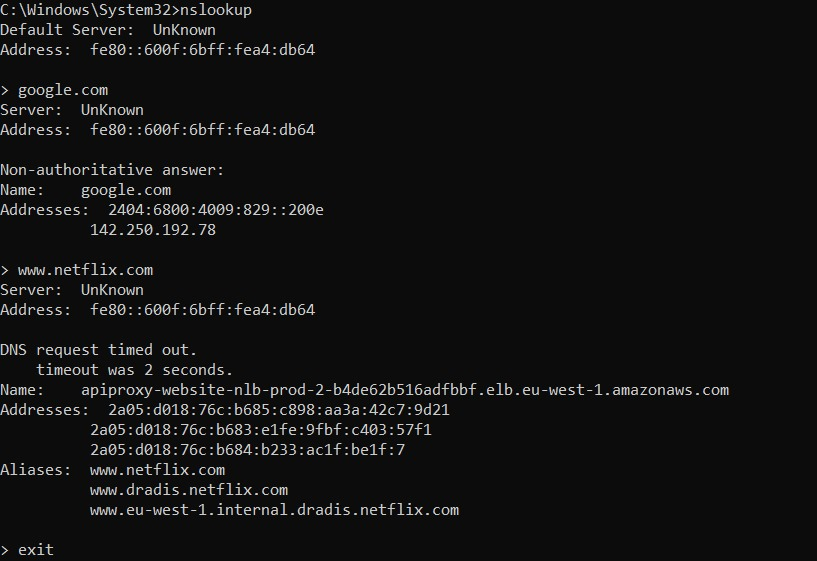 C:\Windows\System32>nslookup
Default Server:  UnKnown
Address:  fe80::600f:6bff:fea4:db64
> google.com
Server:  UnKnown
Address:  fe80::600f:6bff:fea4:db64
Non-authoritative answer:
Name:    google.com
Addresses:  2404:6800:4009:829::200e
          142.250.192.78
> www.netflix.com
Server:  UnKnown
Address:  fe80::600f:6bff:fea4:db64
DNS request timed out.
    timeout was 2 seconds.
Name:    apiproxy-website-nlb-prod-2-b4de62b516adfbbf.elb.eu-west-1.amazonaws.com
Addresses:  2a05:d018:76c:b685:c898:aa3a:42c7:9d21
          2a05:d018:76c:b683:e1fe:9fbf:c403:57f1
          2a05:d018:76c:b684:b233:ac1f:be1f:7
Aliases:  www.netflix.com
          www.dradis.netflix.com
          www.eu-west-1.internal.dradis.netflix.com
> exit